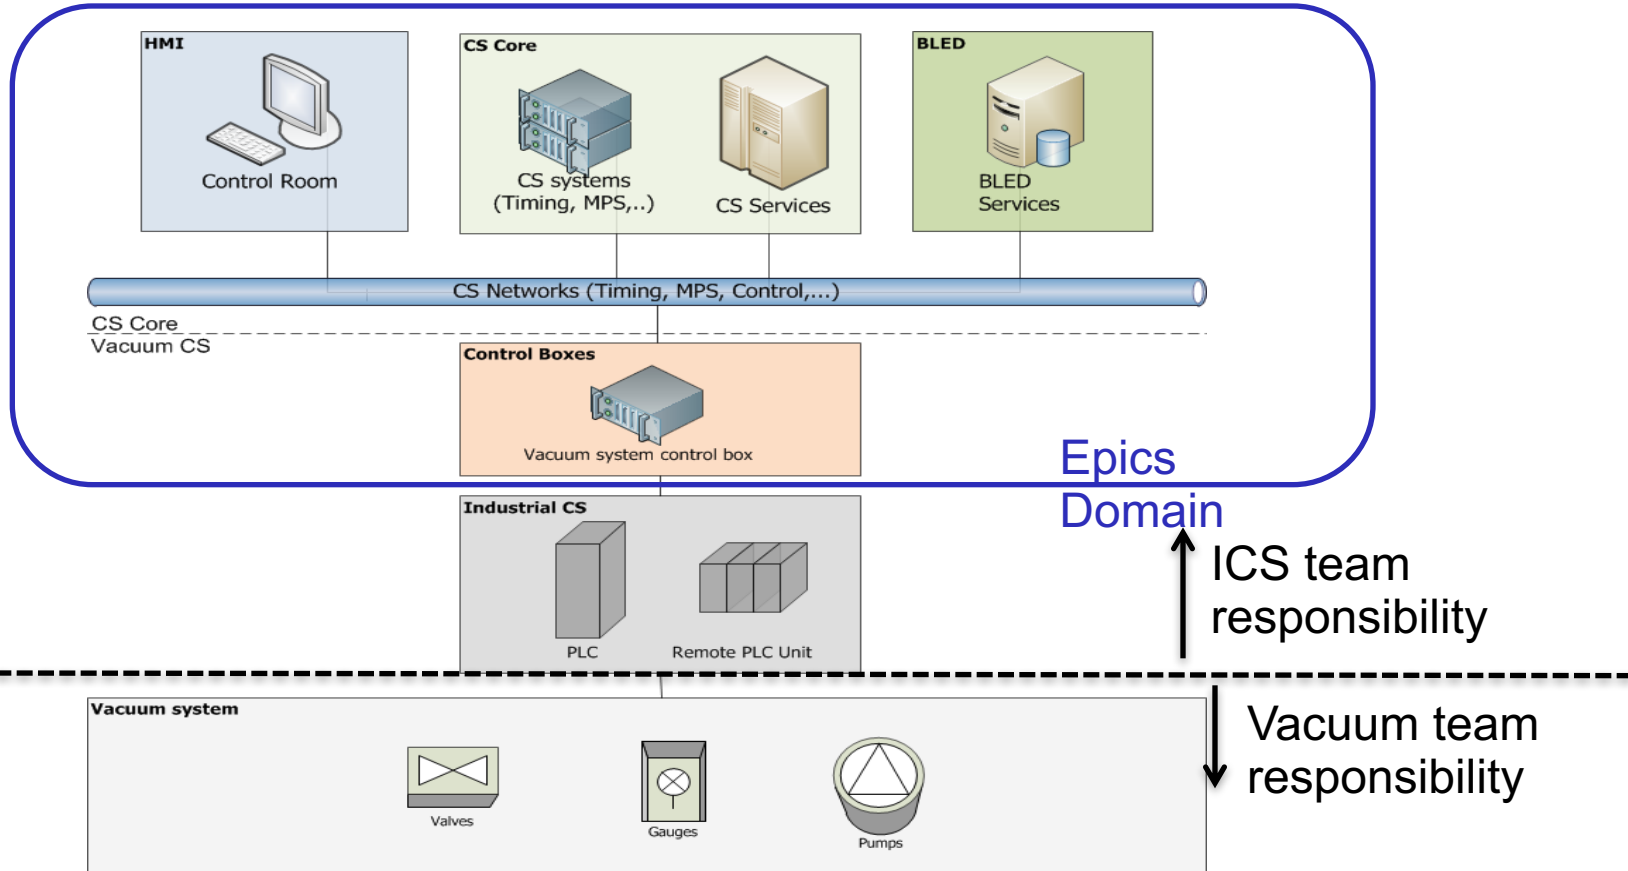 HMI
Control Room
CS Core
CS systems
(Timing, MPS,..)
CS Services
BLED
BLED
Services
CS Networks (Timing, MPS, Control,...)
CS Core
Vacuum CS
Control Boxes
Vacuum system control box
Epics
Domain
Industrial CS
PLC
Remote PLC Unit
ICS team
responsibility
Vacuum system
Valves
Gauges
Pumps
Vacuum team
responsibility